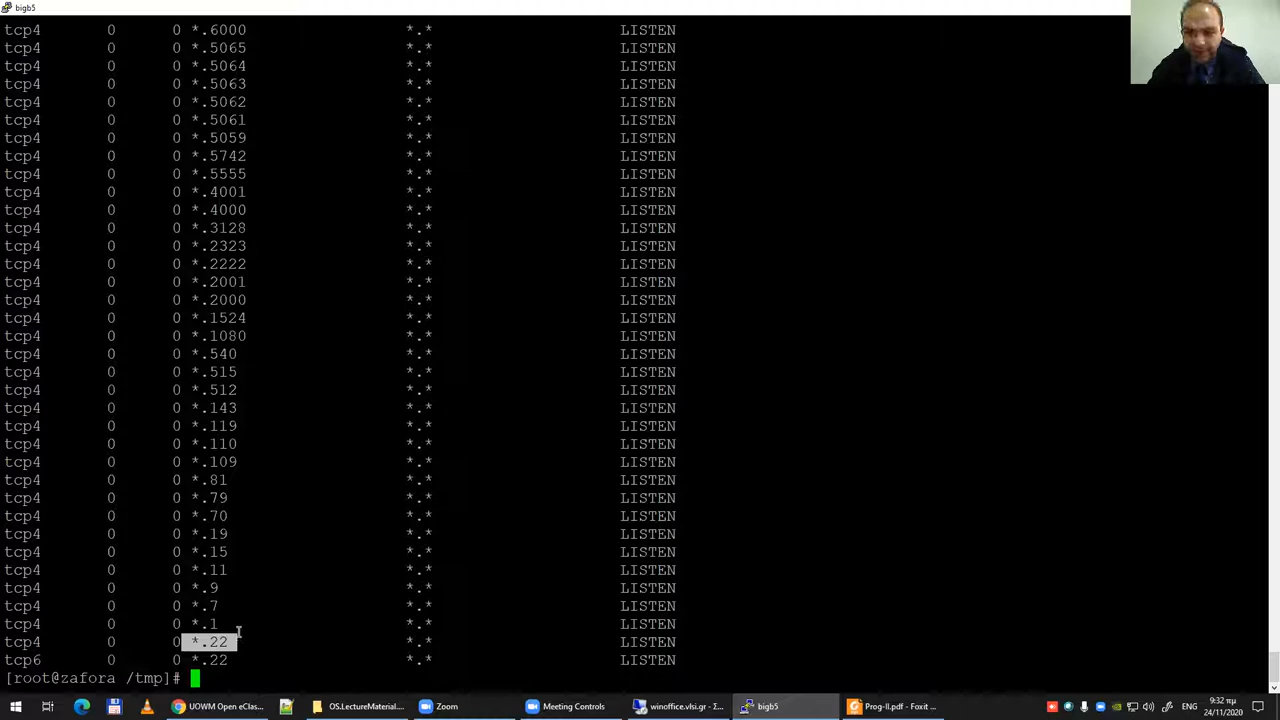 bigb5
tcp4 0 0 *.6000 *.* LISTEN
tcp4 0 0 *.5065 *.* LISTEN
tcp4 0 0 *.5064 *.* LISTEN
tcp4 0 0 *.5063 *.* LISTEN
tcp4 0 0 *.5062 *.* LISTEN
tcp4 0 0 *.5061 *.* LISTEN
tcp4 0 0 *.5059 *.* LISTEN
tcp4 0 0 *.5742 *.* LISTEN
tcp4 0 0 *.5555 *.* LISTEN
tcp4 0 0 *.4001 *.* LISTEN
tcp4 0 0 *.4000 *.* LISTEN
tcp4 0 0 *.3128 *.* LISTEN
tcp4 0 0 *.2323 *.* LISTEN
tcp4 0 0 *.2222 *.* LISTEN
tcp4 0 0 *.2001 *.* LISTEN
tcp4 0 0 *.2000 *.* LISTEN
tcp4 0 0 *.1524 *.* LISTEN
tcp4 0 0 *.1080 *.* LISTEN
tcp4 0 0 *.540 *.* LISTEN
tcp4 0 0 *.515 *.* LISTEN
tcp4 0 0 *.512 *.* LISTEN
tcp4 0 0 *.143 *.* LISTEN
tcp4 0 0 *.119 *.* LISTEN
tcp4 0 0 *.110 *.* LISTEN
tcp4 0 0 *.109 *.* LISTEN
tcp4 0 0 *.81 *.* LISTEN
tcp4 0 0 *.79 *.* LISTEN
tcp4 0 0 *.70 *.* LISTEN
tcp4 0 0 *.19 *.* LISTEN
tcp4 0 0 *.15 *.* LISTEN
tcp4 0 0 *.11 *.* LISTEN
tcp4 0 0 *.9 *.* LISTEN
tcp4 0 0 *.7 *.* LISTEN
tcp4 0 0 *.1 *.* LISTEN
tcp4 0 0 *.22 *.* LISTEN
tcp6 0 0 *.22 *.* LISTEN
[root@zafora /tmp]#
UOWM Open eClas... OS.LectureMaterial... Zoom Meeting Controls winoffice.vlsi.gr - Σ... bigb5 Prog-II.pdf - Foxit ... ENG 9:32 πμ
24/11/2020